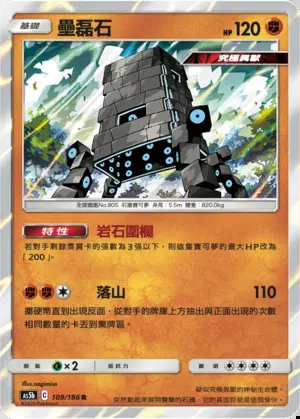 基礎 壘磊石 HP 120
究極異獸
全國圖鑑No.805 石牆寶可夢 身高：5.5m 體重：820.0kg
特性 岩石圍欄
若對手剩餘獎賞卡的張數為3張以下，則這隻寶可夢的最大HP改為
「200」。
落山 110
擲硬幣直到出現反面，從對手的牌庫上方抽出與正面出現的次數
相同數量的卡丟到棄牌區。
弱點 ×2 抵抗力 撤退
illus.nagimiso
AS5b C 109/186 R